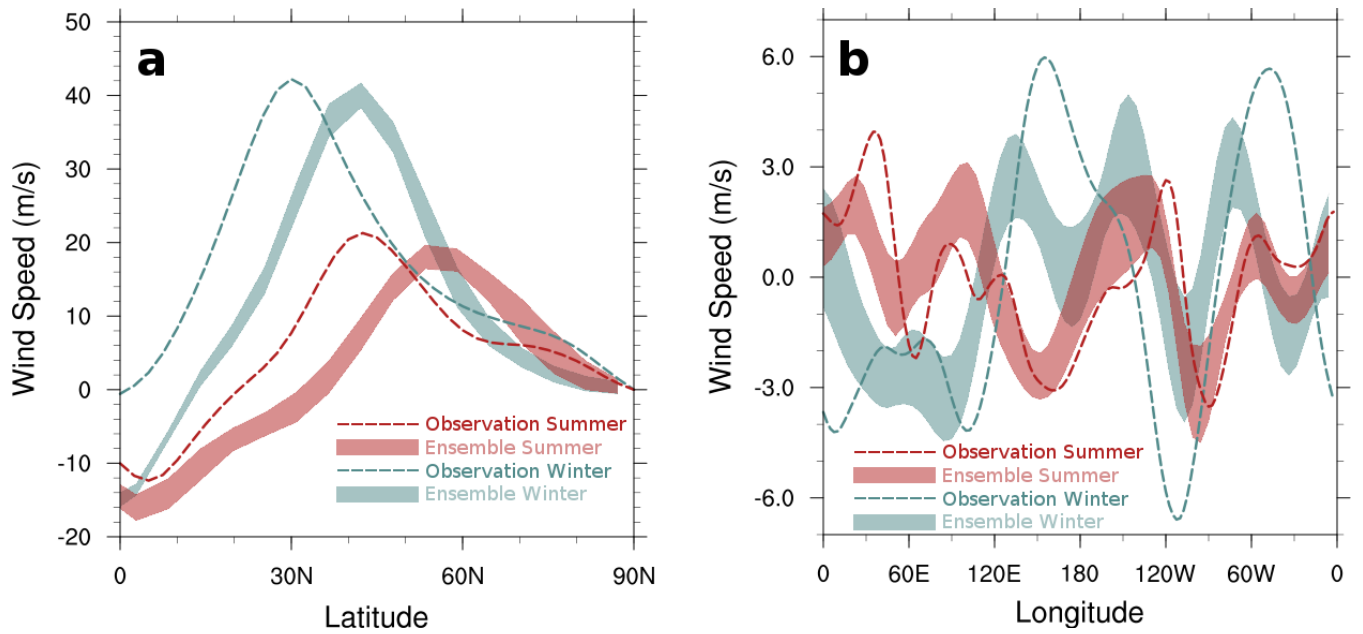 a
50
40
30
20
10
0
-10
-20
Wind Speed (m/s)
0 30N 60N 90N
Latitude
Observation Summer
Ensemble Summer
Observation Winter
Ensemble Winter
b
6.0
3.0
0.0
-3.0
-6.0
Wind Speed (m/s)
0 60E 120E 180 120W 60W 0
Longitude
Observation Summer
Ensemble Summer
Observation Winter
Ensemble Winter